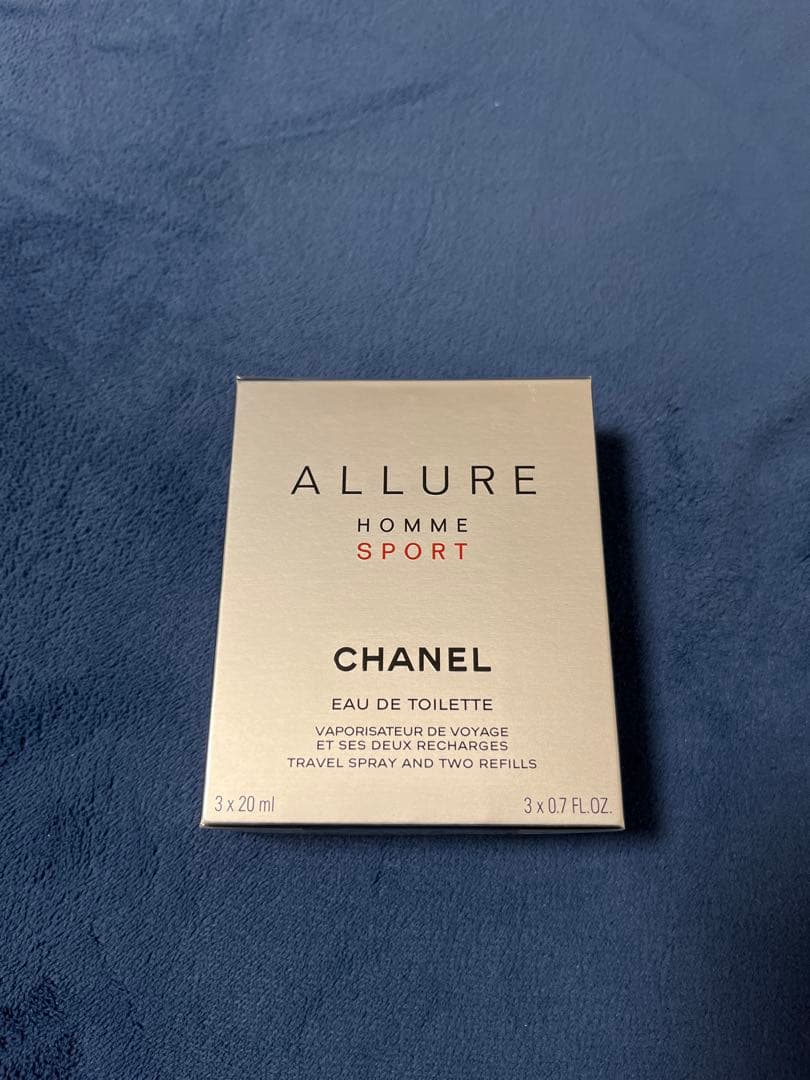 ALLURE
HOMME
SPORT
CHANEL
EAU DE TOILETTE
VAPORISATEUR DE VOYAGE
ET SES DEUX RECHARGES
TRAVEL SPRAY AND TWO REFILLS
3 x 20 ml 3 x 0.7 FL.OZ.